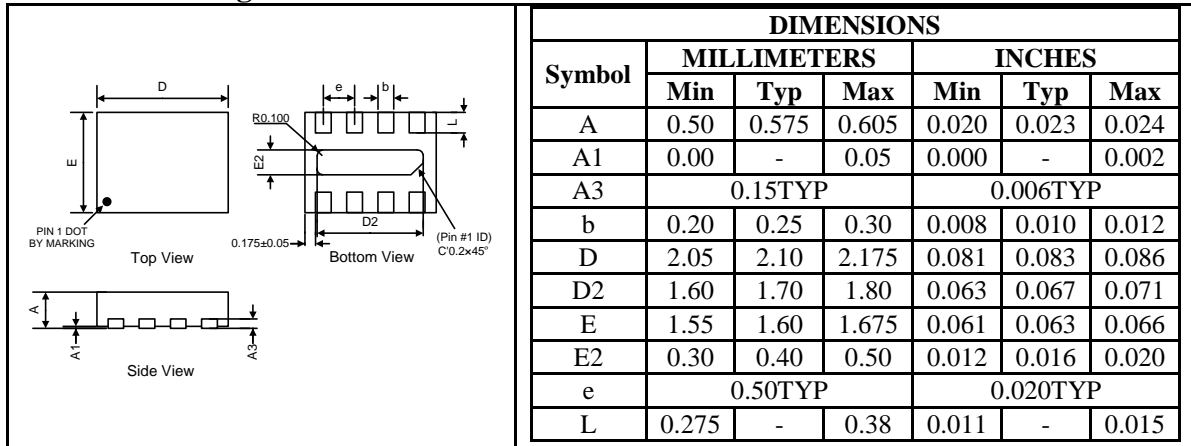 D
E
PIN 1 DOT
BY MARKING
Top View
e
b
L
R0.100
E2
D2
0.175±0.05
(Pin #1 ID)
C'0.2×45°
Bottom View
A
A1
A3
Side View
DIMENSIONS
Symbol MILLIMETERS INCHES
Min Typ Max Min Typ Max
A 0.50 0.575 0.605 0.020 0.023 0.024
A1 0.00 - 0.05 0.000 - 0.002
A3 0.15TYP 0.006TYP
b 0.20 0.25 0.30 0.008 0.010 0.012
D 2.05 2.10 2.175 0.081 0.083 0.086
D2 1.60 1.70 1.80 0.063 0.067 0.071
E 1.55 1.60 1.675 0.061 0.063 0.066
E2 0.30 0.40 0.50 0.012 0.016 0.020
e 0.50TYP 0.020TYP
L 0.275 - 0.38 0.011 - 0.015